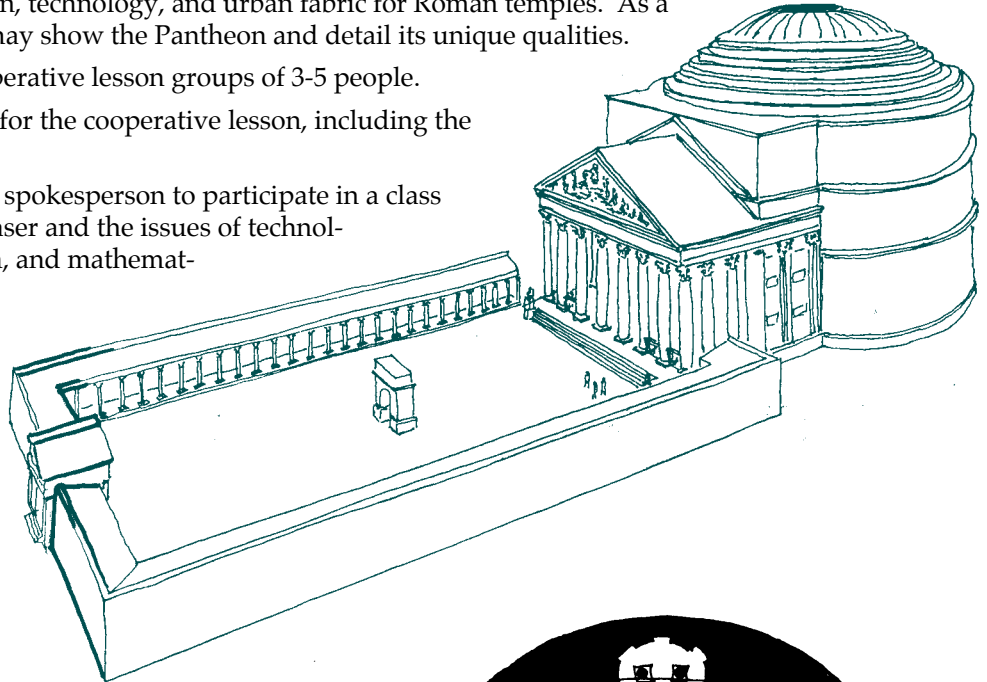 n, technology, and urban fabric for Roman temples. As a
may show the Pantheon and detail its unique qualities.
perative lesson groups of 3-5 people.
for the cooperative lesson, including the
spokesperson to participate in a class
ser and the issues of technol-
, and mathemat-